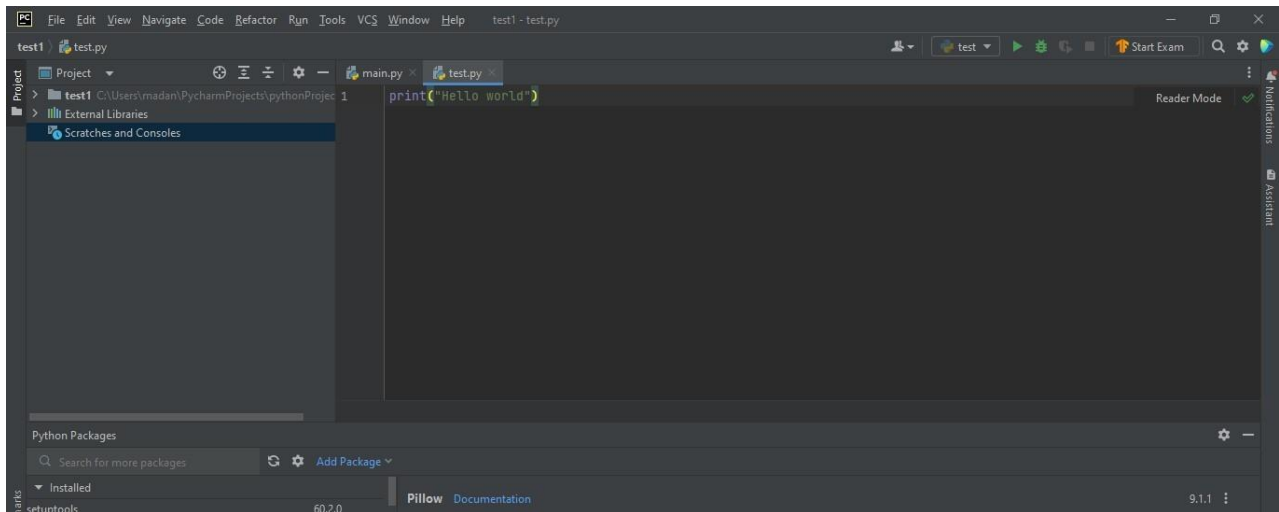 PC File Edit View Navigate Code Refactor Run Tools VCS Window Help test1 - test.py
test1 test.py test Start Exam
Project main.py test.py
Project
test1 C:\Users\madan\PycharmProjects\pythonProjec
External Libraries
Scratches and Consoles
1 print("Hello world")
Reader Mode
Notifications
Assistant
Python Packages
Search for more packages Add Package
Installed
setuptools 60.2.0
Pillow Documentation 9.1.1